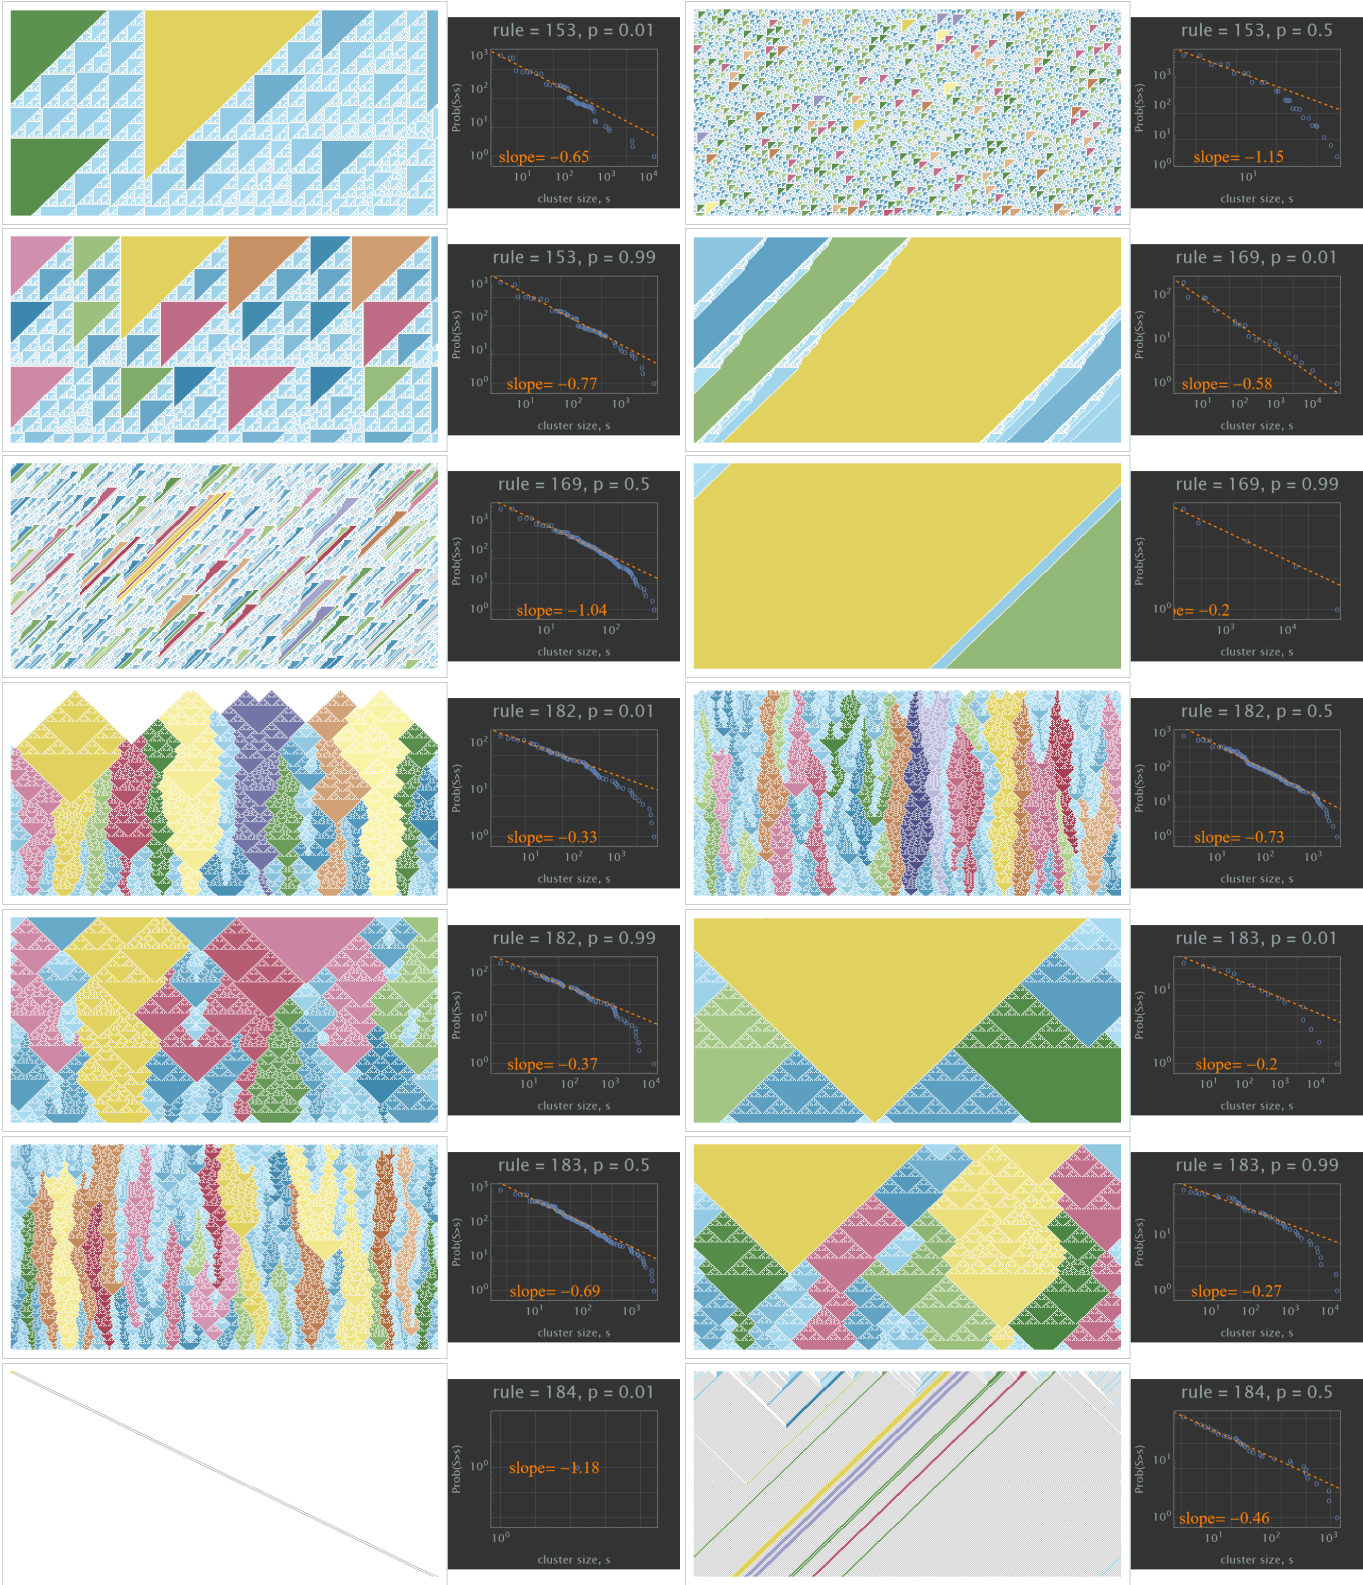 rule = 153, p = 0.01
Prob(S>s)
10³
10²
10¹
10⁰
slope= −0.65
10¹ 10² 10³ 10⁴
cluster size, s
rule = 153, p = 0.5
Prob(S>s)
10³
10²
10¹
10⁰
slope= −1.15
10¹
cluster size, s
rule = 153, p = 0.99
Prob(S>s)
10³
10²
10¹
10⁰
slope= −0.77
10¹ 10² 10³
cluster size, s
rule = 169, p = 0.01
Prob(S>s)
10²
10¹
10⁰
slope= −0.58
10¹ 10² 10³ 10⁴
cluster size, s
rule = 169, p = 0.5
Prob(S>s)
10³
10²
10¹
10⁰
slope= −1.04
10¹ 10²
cluster size, s
rule = 169, p = 0.99
Prob(S>s)
10⁰
pe= −0.2
10³ 10⁴
cluster size, s
rule = 182, p = 0.01
Prob(S>s)
10²
10¹
10⁰
slope= −0.33
10¹ 10² 10³
cluster size, s
rule = 182, p = 0.5
Prob(S>s)
10³
10²
10¹
10⁰
slope= −0.73
10¹ 10² 10³
cluster size, s
rule = 182, p = 0.99
Prob(S>s)
10²
10¹
10⁰
slope= −0.37
10¹ 10² 10³ 10⁴
cluster size, s
rule = 183, p = 0.01
Prob(S>s)
10¹
10⁰
slope= −0.2
10¹ 10² 10³ 10⁴
cluster size, s
rule = 183, p = 0.5
Prob(S>s)
10³
10²
10¹
10⁰
slope= −0.69
10¹ 10² 10³
cluster size, s
rule = 183, p = 0.99
Prob(S>s)
10²
10¹
10⁰
slope= −0.27
10¹ 10² 10³ 10⁴
cluster size, s
rule = 184, p = 0.01
Prob(S>s)
10⁰
slope= −1.18
10⁰
cluster size, s
rule = 184, p = 0.5
Prob(S>s)
10¹
10⁰
slope= −0.46
10¹ 10² 10³
cluster size, s